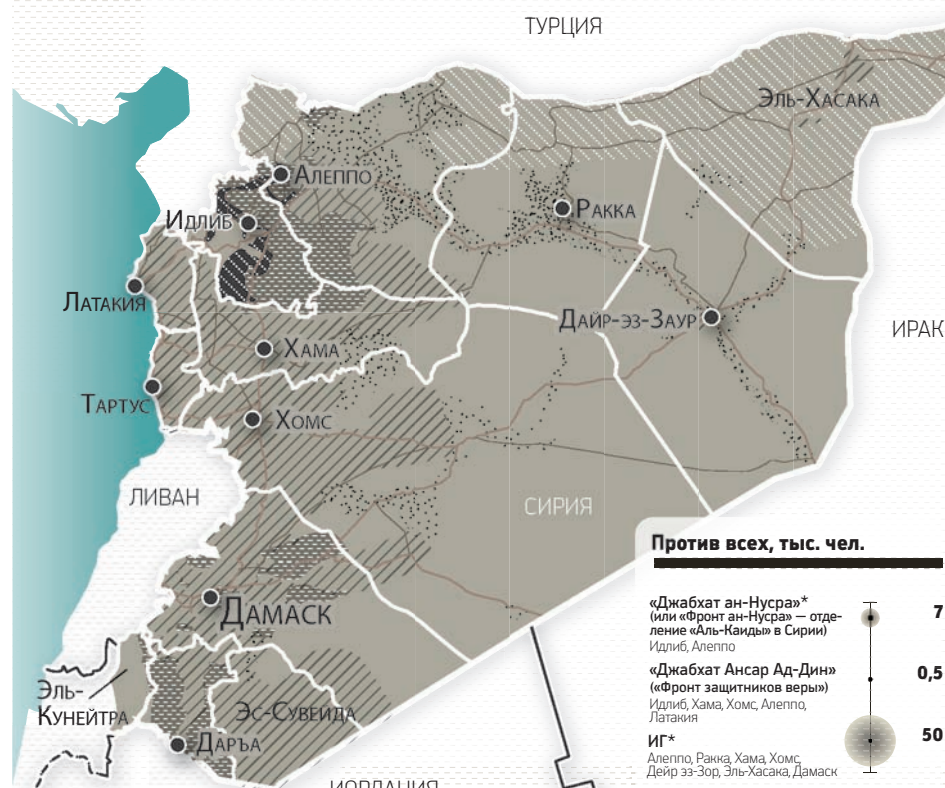 ТУРЦИЯ
ЭЛЬ-ХАСАКА
АЛЕППО
ИДЛИБ
РАККА
ЛАТАКИЯ
ДАЙР-ЭЗ-ЗАУР
ИРАК
ХАМА
ТАРТУС
ХОМС
ЛИВАН
СИРИЯ
ДАМАСК
ЭЛЬ-
КУНЕЙТРА
ЭС-СУВЕЙДА
ДАРЪА
ИОРДАНИЯ
Против всех, тыс. чел.
«Джабхат ан-Нусра»* 7
(или «Фронт ан-Нусра» — отде-
ление «Аль-Каиды» в Сирии)
Идлиб, Алеппо
«Джабхат Ансар Ад-Дин» 0,5
(«Фронт защитников веры»)
Идлиб, Хама, Хомс, Алеппо,
Латакия
ИГ* 50
Алеппо, Ракка, Хама, Хомс,
Дейр эз-Зор, Эль-Хасака, Дамаск